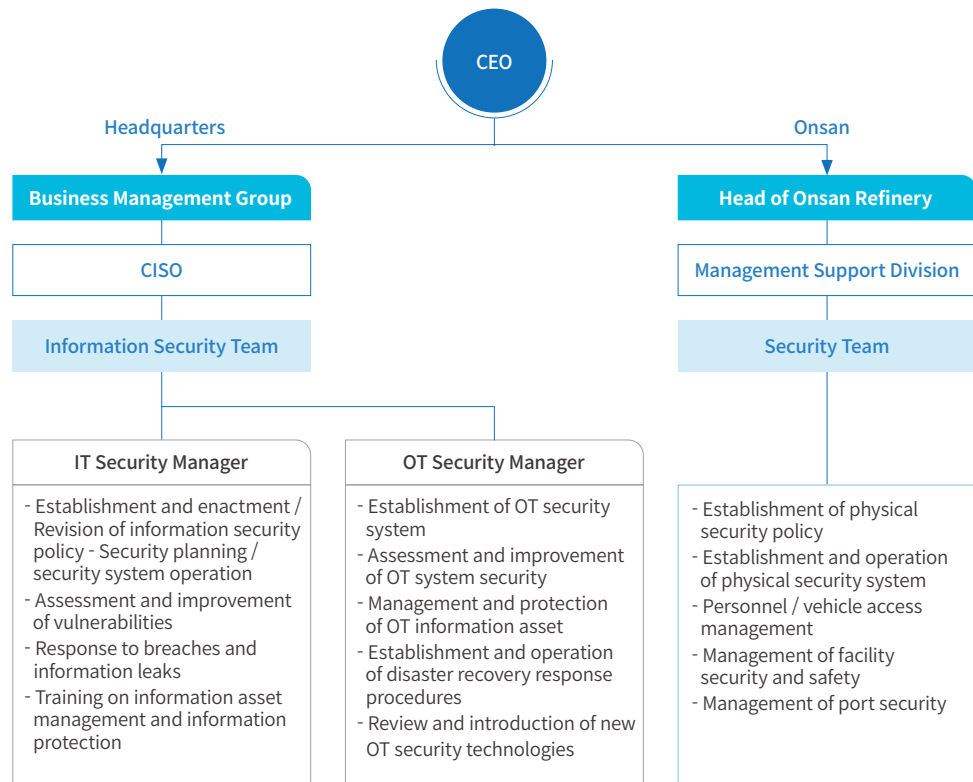 CEO
Headquarters
Onsan
Business Management Group
Head of Onsan Refinery
CISO
Management Support Division
Information Security Team
Security Team
IT Security Manager
- Establishment and enactment /
Revision of information security
policy - Security planning /
security system operation
- Assessment and improvement
of vulnerabilities
- Response to breaches and
information leaks
- Training on information asset
management and information
protection
OT Security Manager
- Establishment of OT security
system
- Assessment and improvement
of OT system security
- Management and protection
of OT information asset
- Establishment and operation
of disaster recovery response
procedures
- Review and introduction of new
OT security technologies
- Establishment of physical
security policy
- Establishment and operation
of physical security system
- Personnel / vehicle access
management
- Management of facility
security and safety
- Management of port security